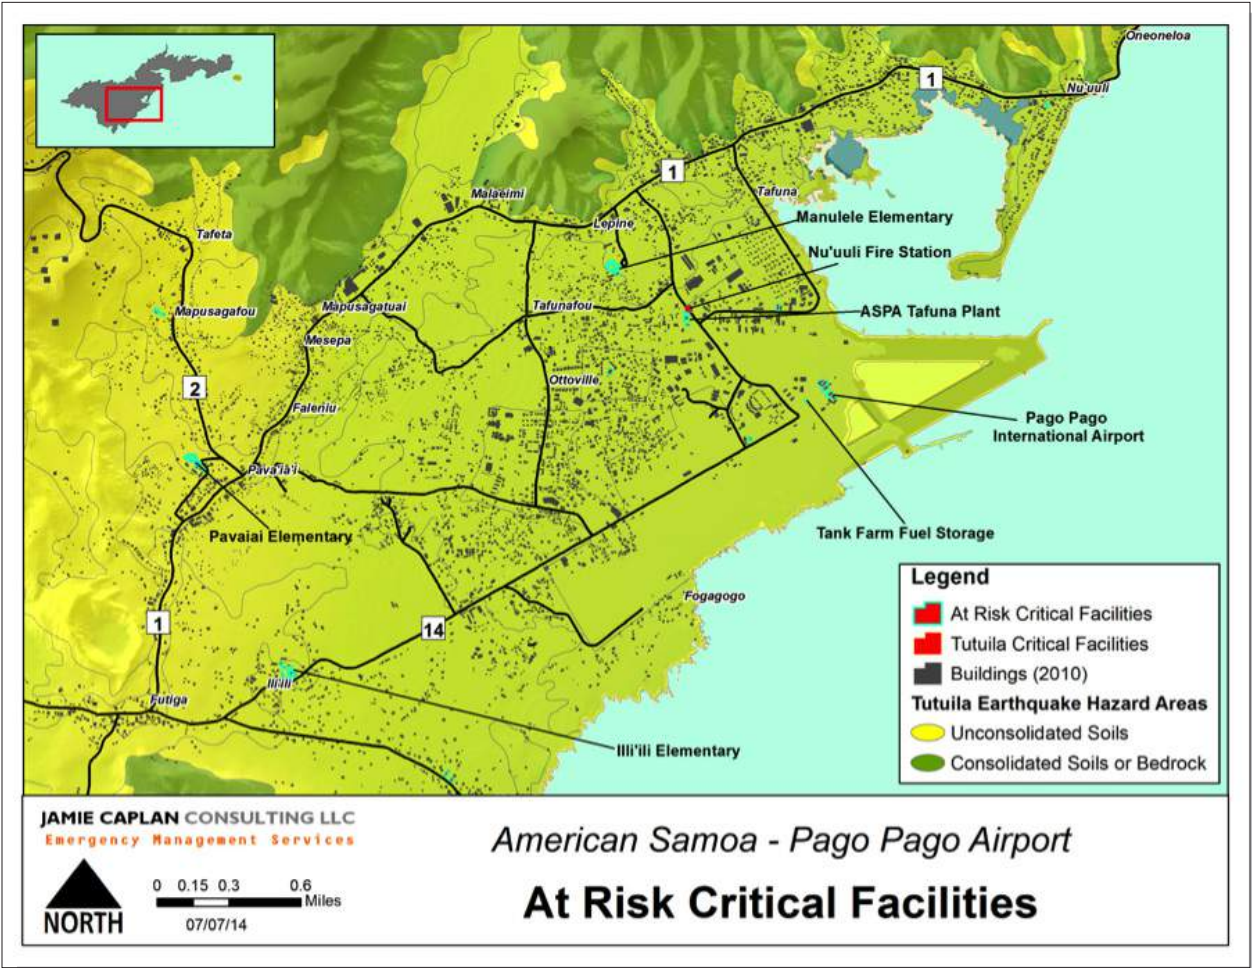 Oneoneloa
1
Nu'uuli
1
Malaeimi
Tafuna
Lepine
Manulele Elementary
Tafeta
Nu'uuli Fire Station
Mapusagafou
Mapusagatuai
Tafunafou
ASPA Tafuna Plant
Mesepa
Ottoville
2
Faleniu
Pago Pago
International Airport
Pava'ia'i
Pavaiai Elementary
Tank Farm Fuel Storage
'Fogagogo
1
14
Ili'ili
Futiga
Illi'ili Elementary
Legend
At Risk Critical Facilities
Tutuila Critical Facilities
Buildings (2010)
Tutuila Earthquake Hazard Areas
Unconsolidated Soils
Consolidated Soils or Bedrock
JAMIE CAPLAN CONSULTING LLC
Emergency Management Services
NORTH
0 0.15 0.3 0.6
Miles
07/07/14
American Samoa - Pago Pago Airport
At Risk Critical Facilities